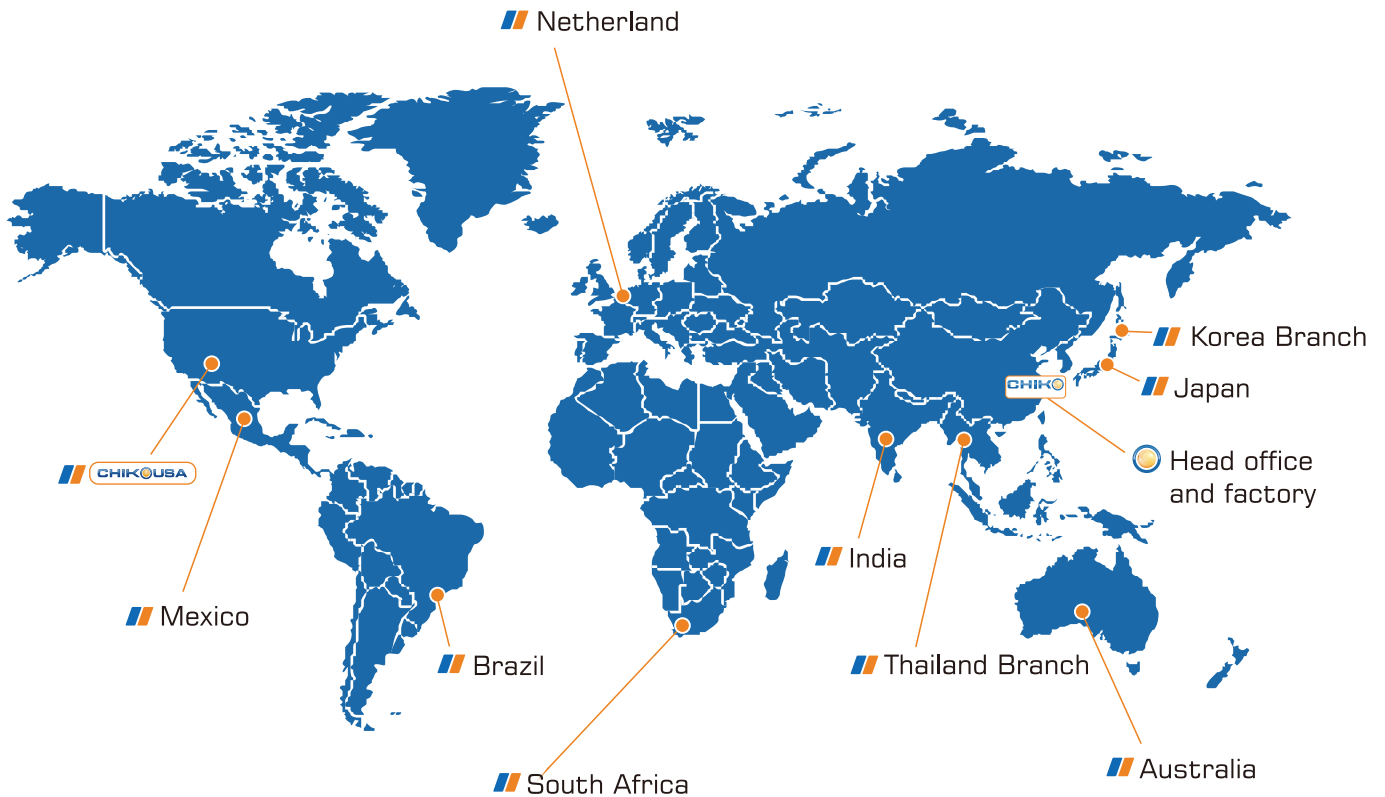 Netherland
Korea Branch
CHIKO
Japan
CHIKOUSA
Head office
and factory
India
Mexico
Brazil
Thailand Branch
South Africa
Australia